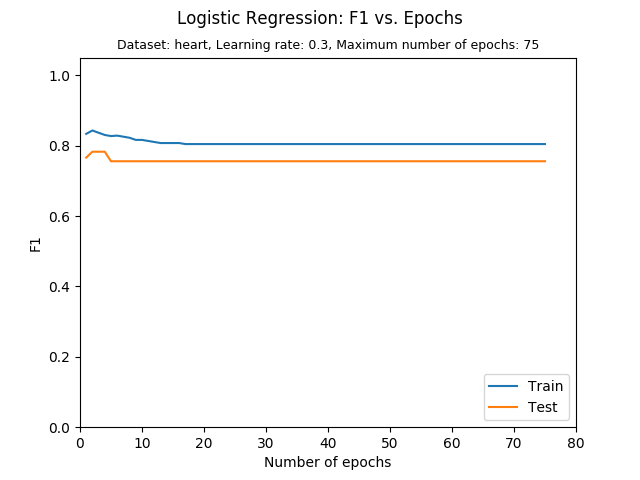 Logistic Regression: F1 vs. Epochs
Dataset: heart, Learning rate: 0.3, Maximum number of epochs: 75
1.0
0.8
0.6
0.4
0.2
0.0
F1
0 10 20 30 40 50 60 70 80
Number of epochs
Train
Test